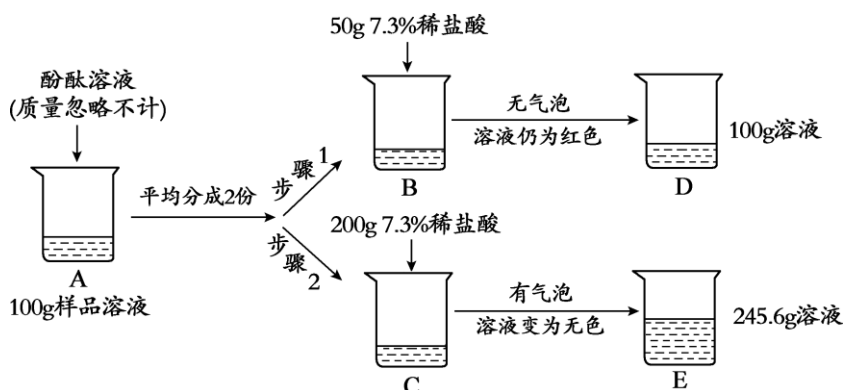 50g 7.3%稀盐酸
酚酞溶液
(质量忽略不计)
无气泡
溶液仍为红色
100g溶液
步骤1
B
D
平均分成2份
200g 7.3%稀盐酸
步骤2
A
100g样品溶液
有气泡
溶液变为无色
245.6g溶液
C
E